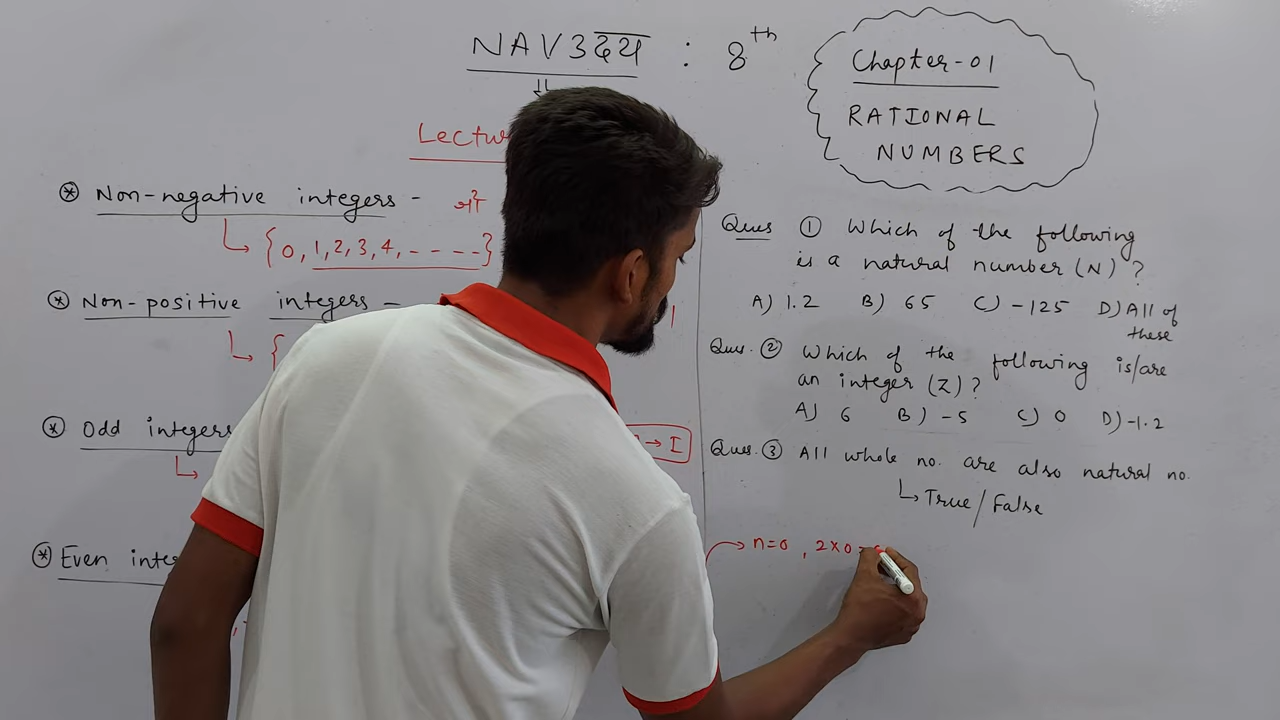 NAV उदय : 8th
Chapter-01
RATIONAL
NUMBERS
* Non-negative integers -
{0, 1, 2, 3, 4, - - - -}
* Non-positive integers -
{
* Odd integers
→ I
* Even
Ques ① Which of the following
is a natural number (N) ?
A) 1.2 B) 65 C) -125 D) All of
these
Ques. ② Which of the following is/are
an integer (Z) ?
A) 6 B) -5 C) 0 D) -1.2
Ques. ③ All whole no. are also natural no.
↳ True/False
→ n=0 , 2×0